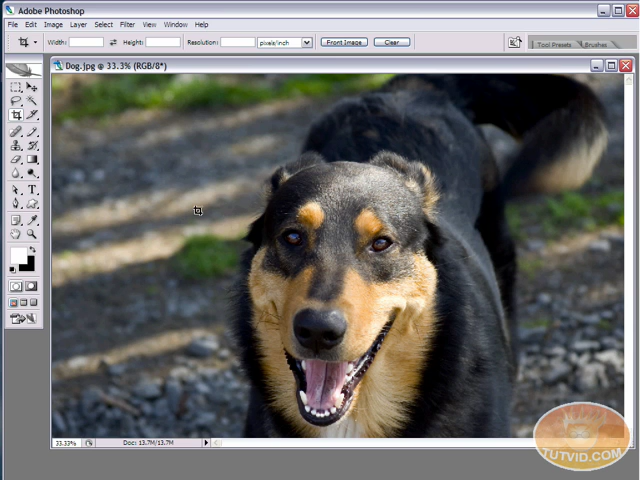 Adobe Photoshop
File Edit Image Layer Select Filter View Window Help
Width: Height: Resolution: pixels/inch Front Image Clear Tool Presets Brushes
Dog.jpg @ 33.3% (RGB/8*)
T
33.33% Doc: 13.7M/13.7M
TUTVID.COM